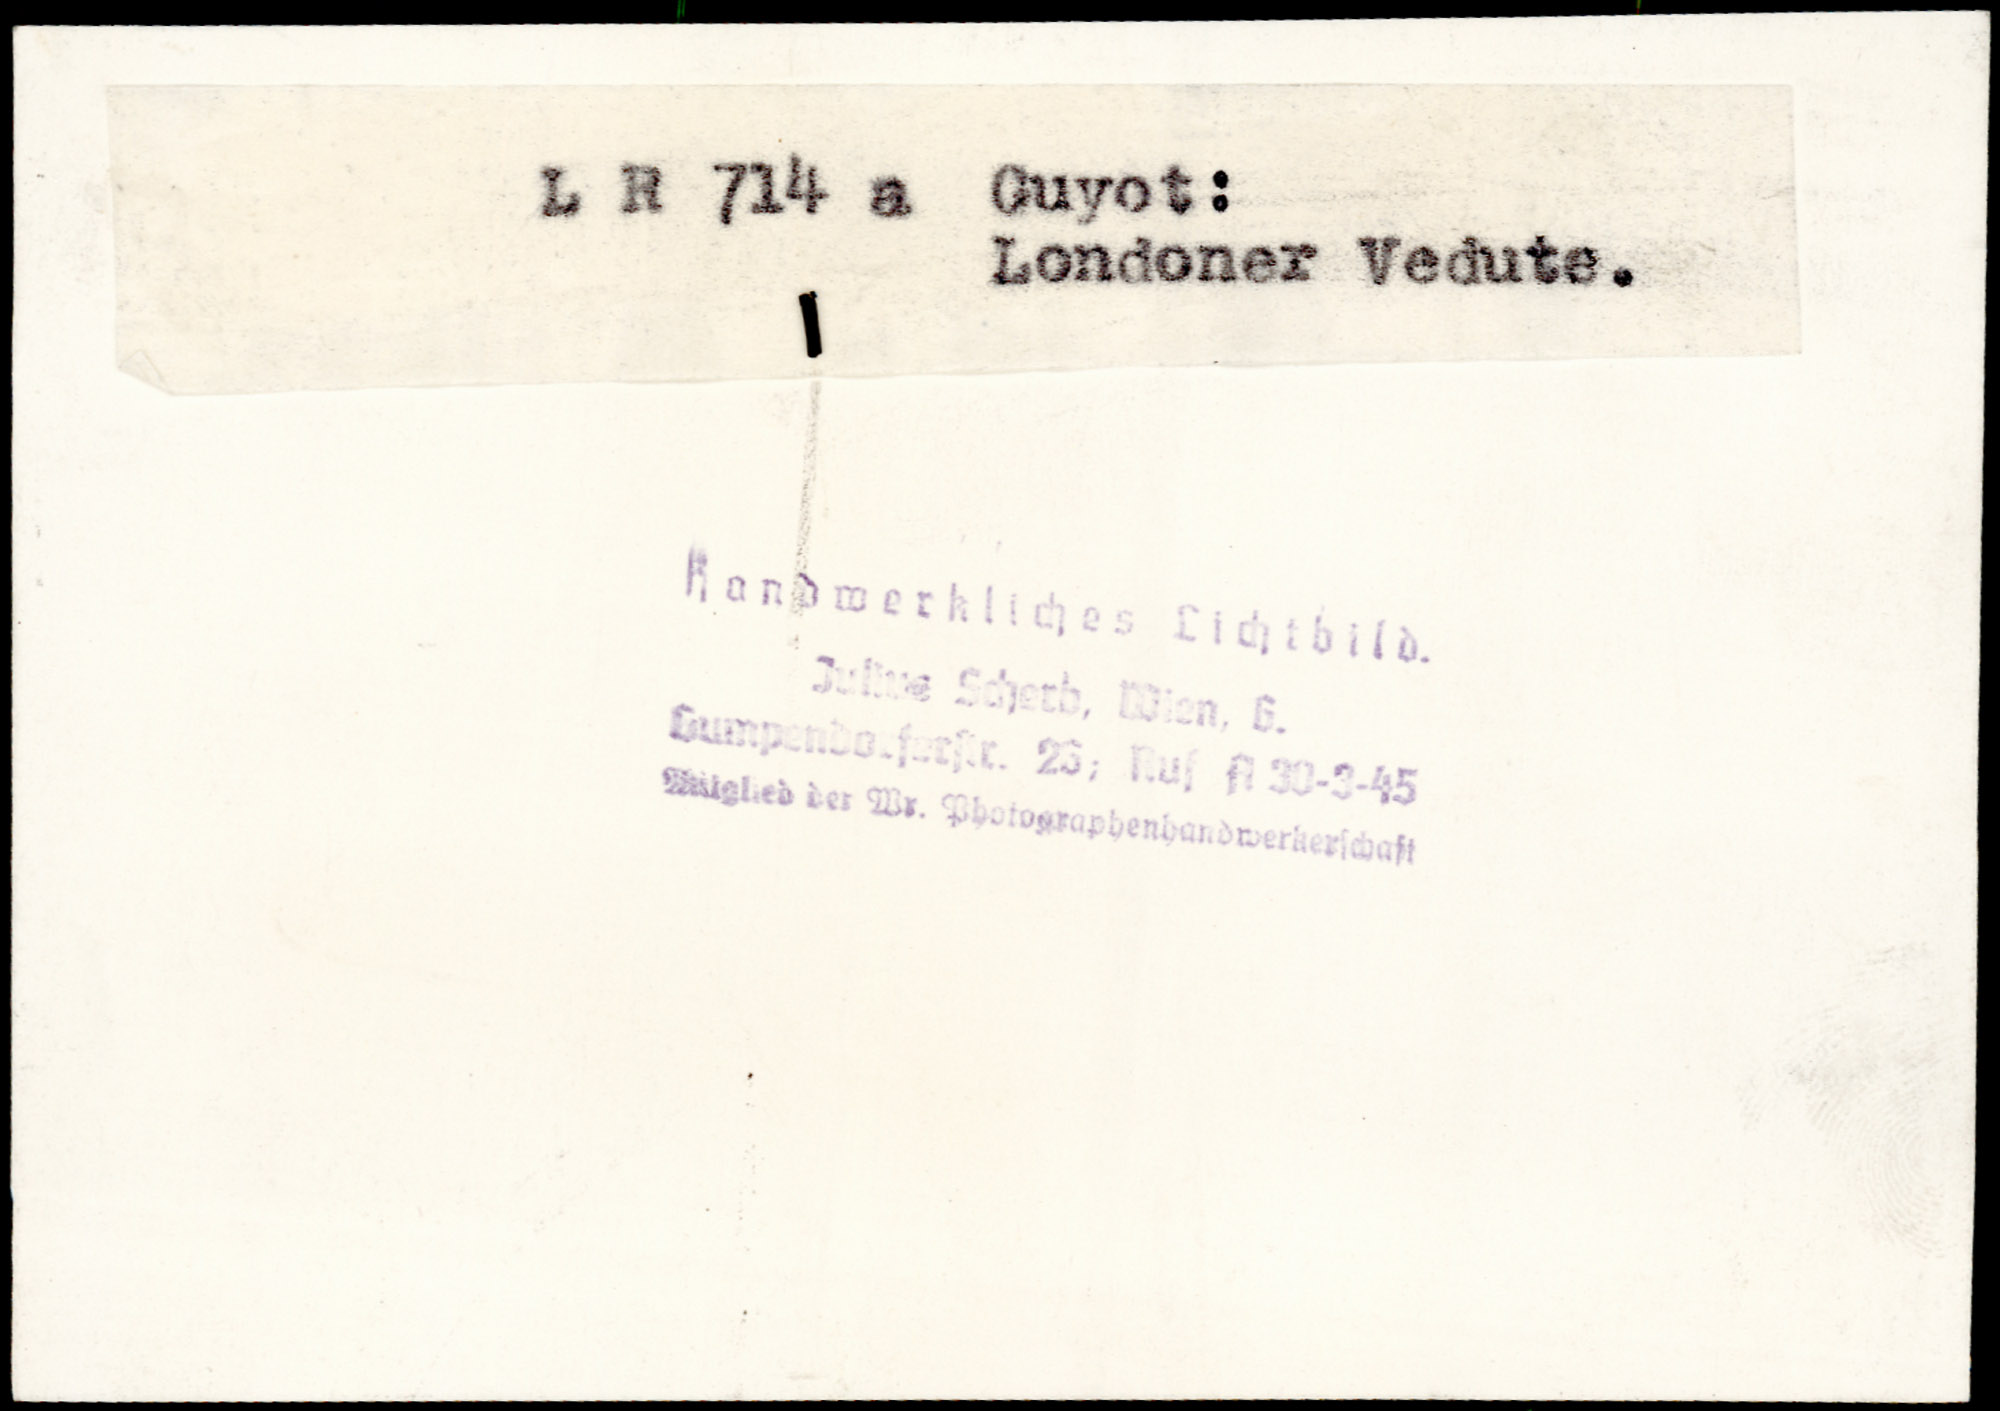 L R 714 a Guyot:
Londoner Vedute.
Handwerkliches Lichtbild.
Julius Scherb, Wien, 6.
Gumpendorferstr. 26; Ruf A 30-3-45
Mitglied der Wr. Photographenhandwerkerschaft